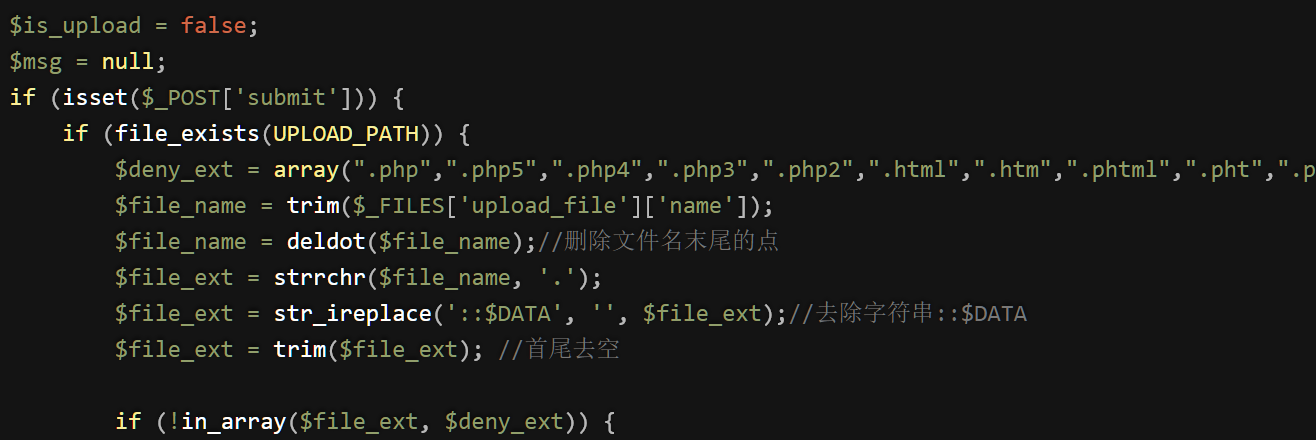 $is_upload = false;
$msg = null;
if (isset($_POST['submit'])) {
    if (file_exists(UPLOAD_PATH)) {
        $deny_ext = array(".php",".php5",".php4",".php3",".php2",".html",".htm",".phtml",".pht",".p
        $file_name = trim($_FILES['upload_file']['name']);
        $file_name = deldot($file_name);//删除文件名末尾的点
        $file_ext = strrchr($file_name, '.');
        $file_ext = str_ireplace('::$DATA', '', $file_ext);//去除字符串::$DATA
        $file_ext = trim($file_ext); //首尾去空
        if (!in_array($file_ext, $deny_ext)) {